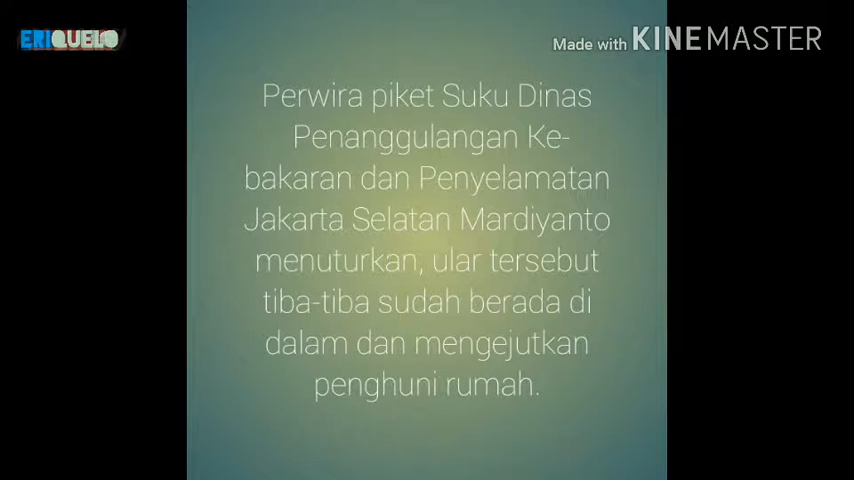 ERIQUELO
Made with KINEMASTER
Perwira piket Suku Dinas
Penanggulangan Ke-
bakaran dan Penyelamatan
Jakarta Selatan Mardiyanto
menuturkan, ular tersebut
tiba-tiba sudah berada di
dalam dan mengejutkan
penghuni rumah.